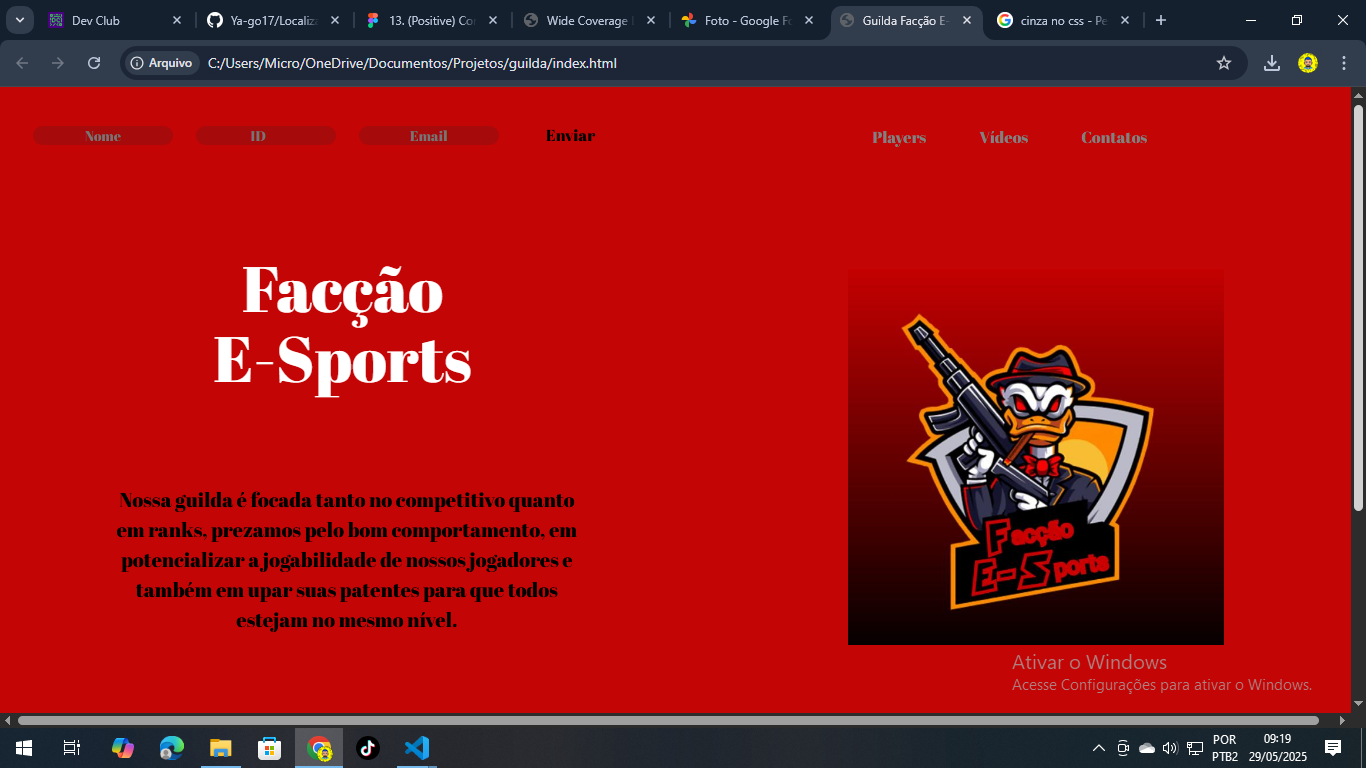 Dev Club
Ya-go17/Localiz
13. (Positive) Co
Wide Coverage
Foto - Google Fo
Guilda Facção E-
cinza no css - Pe
Arquivo
C:/Users/Micro/OneDrive/Documentos/Projetos/guilda/index.html
Nome
ID
Email
Enviar
Players
Vídeos
Contatos
Facção
E-Sports
Nossa guilda é focada tanto no competitivo quanto
em ranks, prezamos pelo bom comportamento, em
potencializar a jogabilidade de nossos jogadores e
também em upar suas patentes para que todos
estejam no mesmo nível.
Facção
E-Sports
Ativar o Windows
Acesse Configurações para ativar o Windows.
POR
PTB2
09:19
29/05/2025